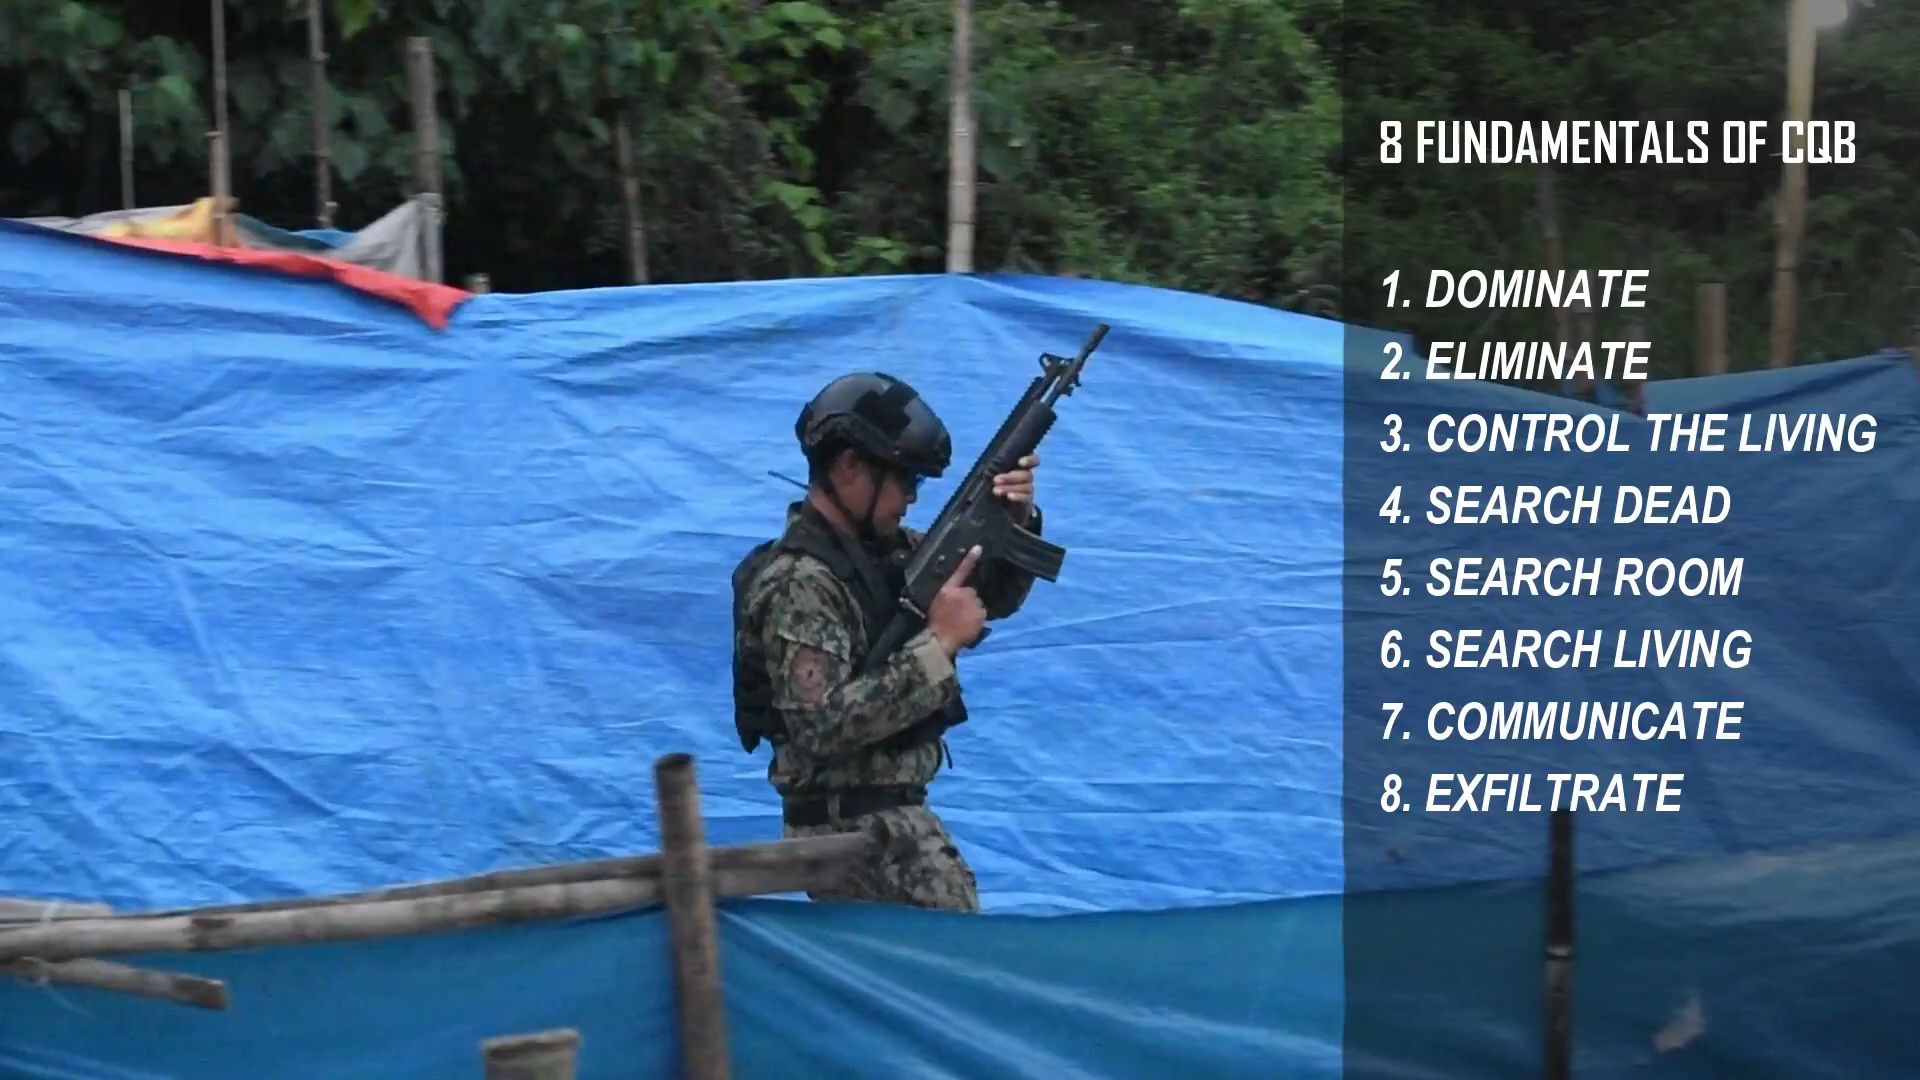 8 FUNDAMENTALS OF CQB
1. DOMINATE
2. ELIMINATE
3. CONTROL THE LIVING
4. SEARCH DEAD
5. SEARCH ROOM
6. SEARCH LIVING
7. COMMUNICATE
8. EXFILTRATE